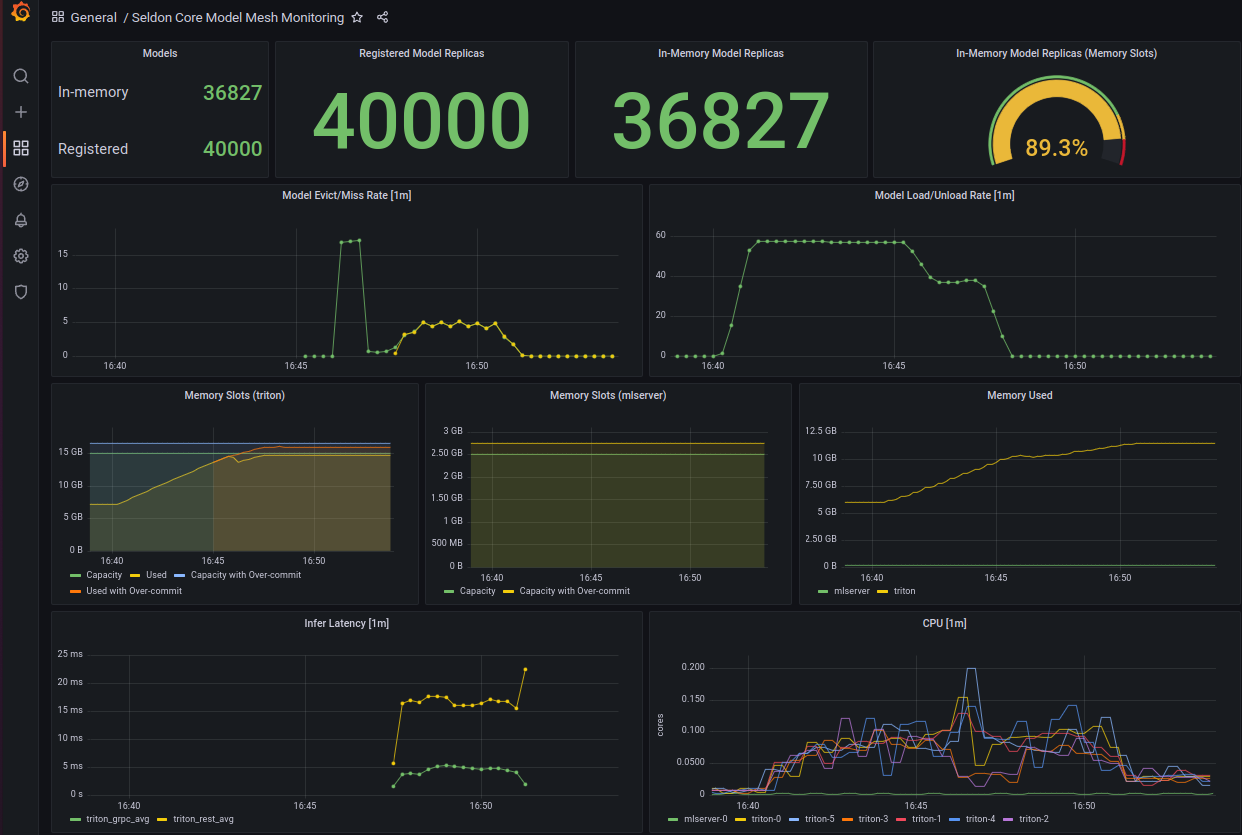 General / Seldon Core Model Mesh Monitoring
Models
In-memory 36827
Registered 40000
Registered Model Replicas
40000
In-Memory Model Replicas
36827
In-Memory Model Replicas (Memory Slots)
89.3%
Model Evict/Miss Rate [1m]
15
10
5
0
16:40 16:45 16:50
Model Load/Unload Rate [1m]
60
40
20
0
16:40 16:45 16:50
Memory Slots (triton)
15 GB
10 GB
5 GB
0 B
16:40 16:45 16:50
Capacity Used Capacity with Over-commit
Used with Over-commit
Memory Slots (mlserver)
3 GB
2.50 GB
2 GB
1.50 GB
1 GB
500 MB
0 B
16:40 16:45 16:50
Capacity Capacity with Over-commit
Memory Used
12.5 GB
10 GB
7.50 GB
5 GB
2.50 GB
0 B
16:40 16:45 16:50
mlserver triton
Infer Latency [1m]
25 ms
20 ms
15 ms
10 ms
5 ms
0 s
16:40 16:45 16:50
triton_grpc_avg triton_rest_avg
CPU [1m]
cores
0.200
0.150
0.100
0.0500
0
16:40 16:45 16:50
mlserver-0 triton-0 triton-5 triton-3 triton-1 triton-4 triton-2